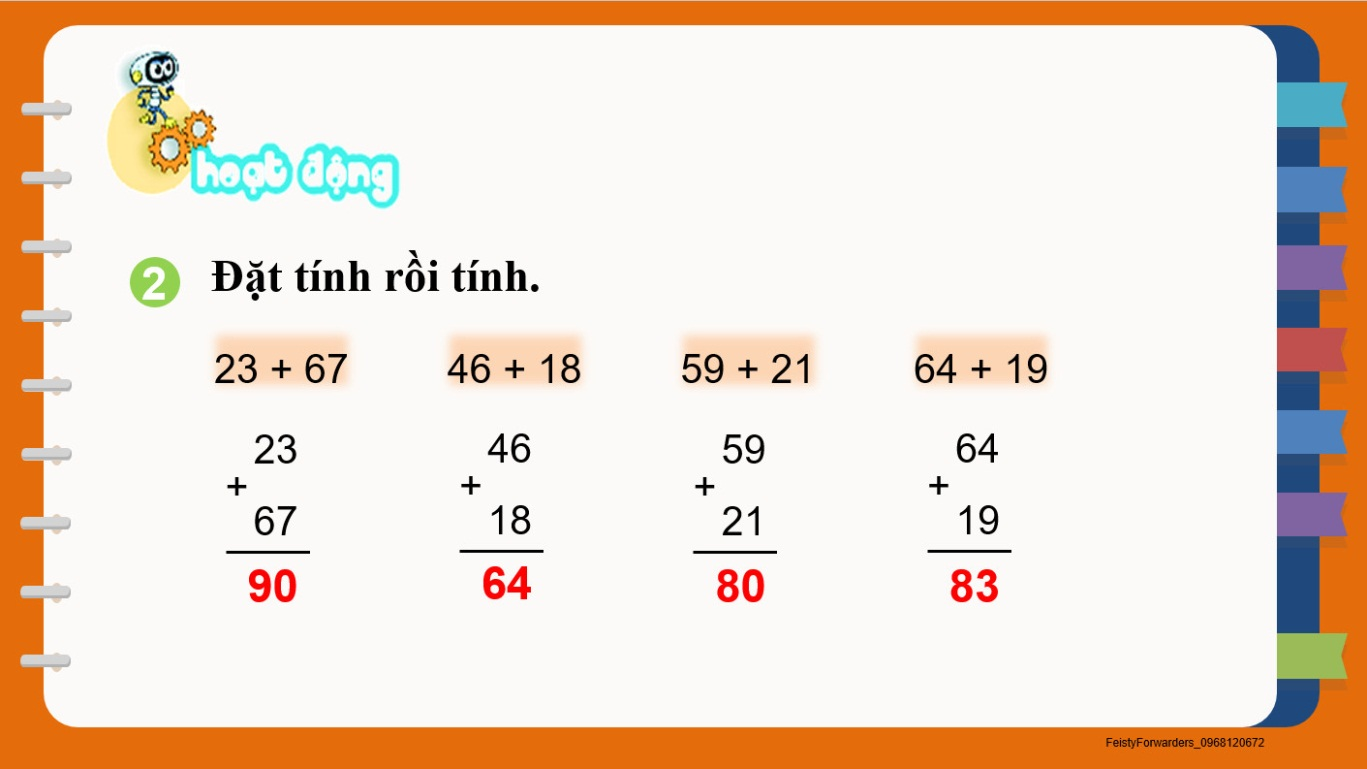 hoạt động
2 Đặt tính rồi tính.
23 + 67 46 + 18 59 + 21 64 + 19
23 46 59 64
+ + + +
67 18 21 19
90 64 80 83
FeistyForwarders_0968120672